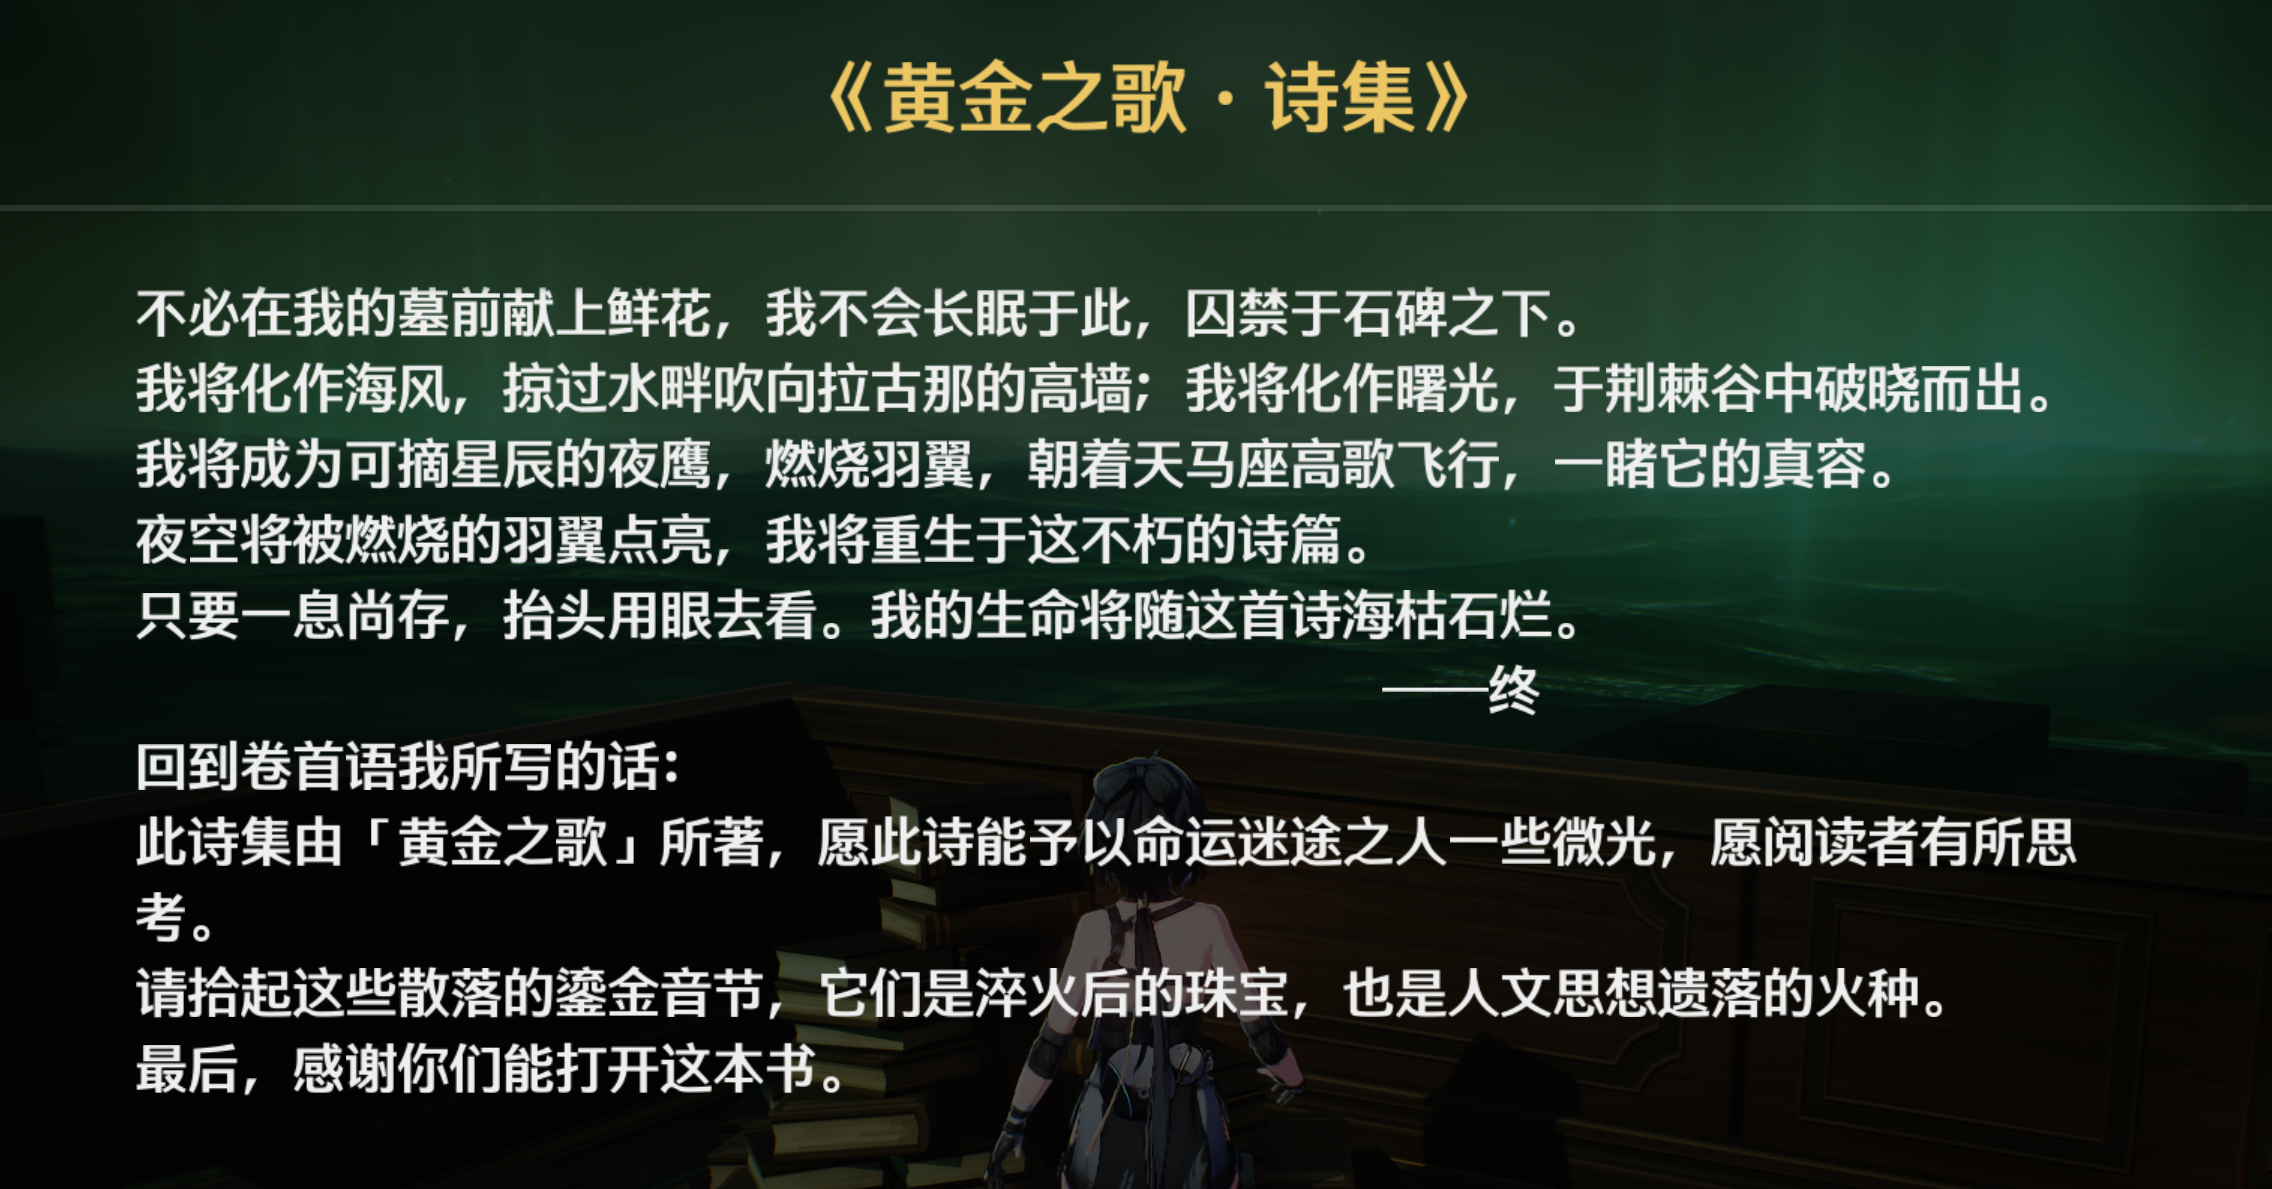 《黄金之歌·诗集》
不必在我的墓前献上鲜花，我不会长眠于此，囚禁于石碑之下。
我将化作海风，掠过水畔吹向拉古那的高墙；我将化作曙光，于荆棘谷中破晓而出。
我将成为可摘星辰的夜鹰，燃烧羽翼，朝着天马座高歌飞行，一睹它的真容。
夜空将被燃烧的羽翼点亮，我将重生于这不朽的诗篇。
只要一息尚存，抬头用眼去看。我的生命将随这首诗海枯石烂。
——终
回到卷首语我所写的话：
此诗集由「黄金之歌」所著，愿此诗能予以命运迷途之人一些微光，愿阅读者有所思
考。
请拾起这些散落的鎏金音节，它们是淬火后的珠宝，也是人文思想遗落的火种。
最后，感谢你们能打开这本书。